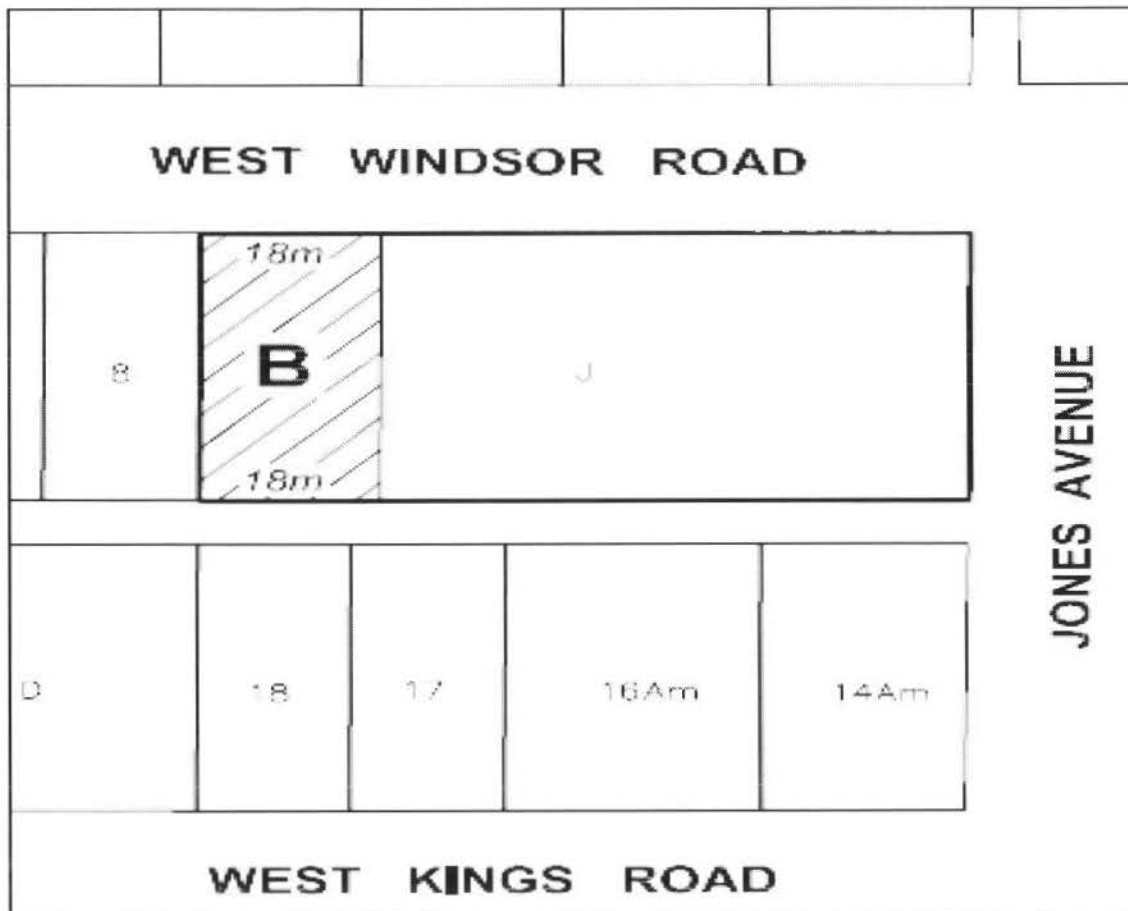 WEST WINDSOR ROAD
18m
8
B
J
18m
JONES AVENUE
D
18
17
16Am
14Am
WEST KINGS ROAD